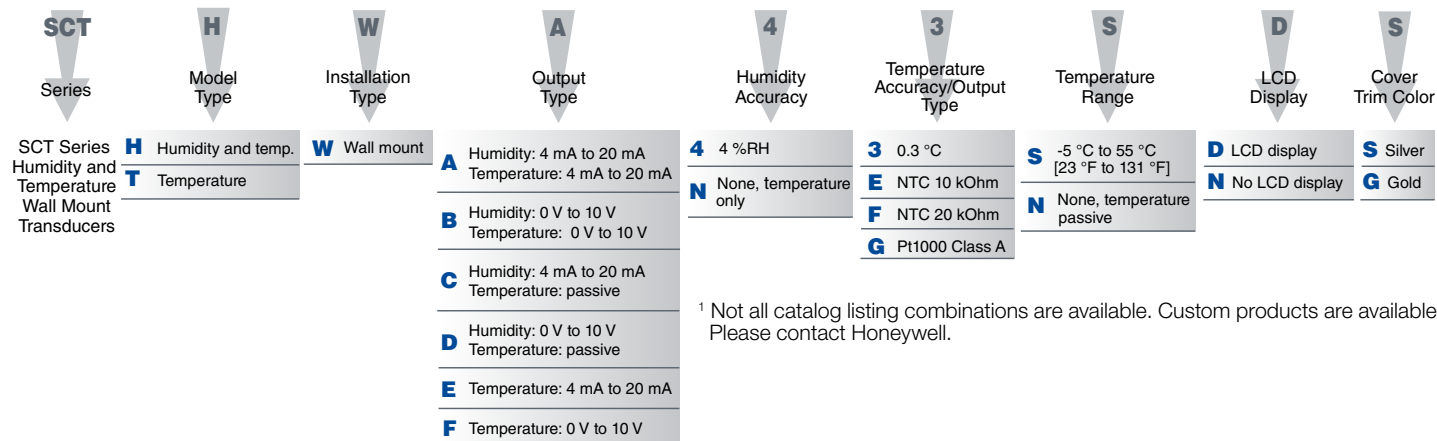 SCT H W A 4 3 S D S
Series
Model
Type
Installation
Type
Output
Type
Humidity
Accuracy
Temperature
Accuracy/Output
Type
Temperature
Range
LCD
Display
Cover
Trim Color
SCT Series
Humidity and
Temperature
Wall Mount
Transducers
H Humidity and temp.
T Temperature
W Wall mount
A Humidity: 4 mA to 20 mA
Temperature: 4 mA to 20 mA
B Humidity: 0 V to 10 V
Temperature: 0 V to 10 V
C Humidity: 4 mA to 20 mA
Temperature: passive
D Humidity: 0 V to 10 V
Temperature: passive
E Temperature: 4 mA to 20 mA
F Temperature: 0 V to 10 V
4 4 %RH
N None, temperature
only
3 0.3 °C
E NTC 10 kOhm
F NTC 20 kOhm
G Pt1000 Class A
S -5 °C to 55 °C
[23 °F to 131 °F]
N None, temperature
passive
D LCD display
N No LCD display
S Silver
G Gold
1 Not all catalog listing combinations are available. Custom products are available
Please contact Honeywell.